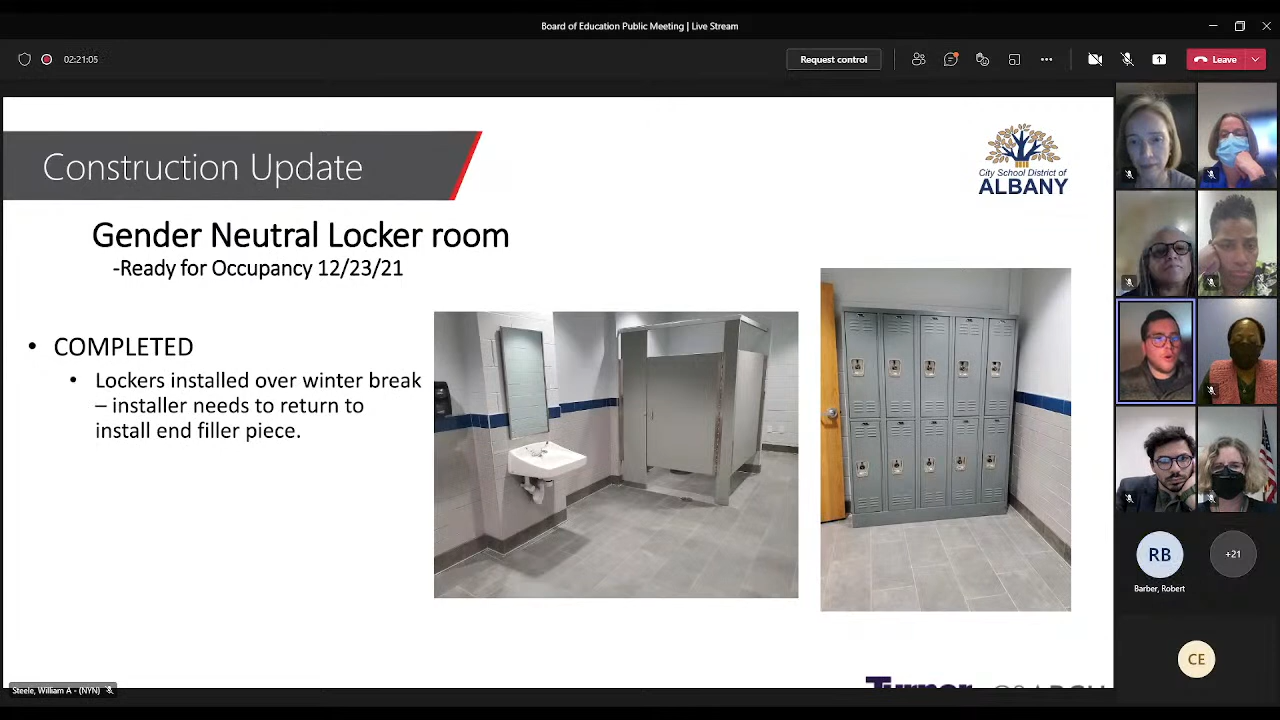 Board of Education Public Meeting | Live Stream
02:21:05
Request control
Leave
Construction Update
City School District of
ALBANY
Gender Neutral Locker room
-Ready for Occupancy 12/23/21
• COMPLETED
• Lockers installed over winter break
– installer needs to return to
install end filler piece.
RB
+21
Barber, Robert
CE
Steele, William A - (NYN)